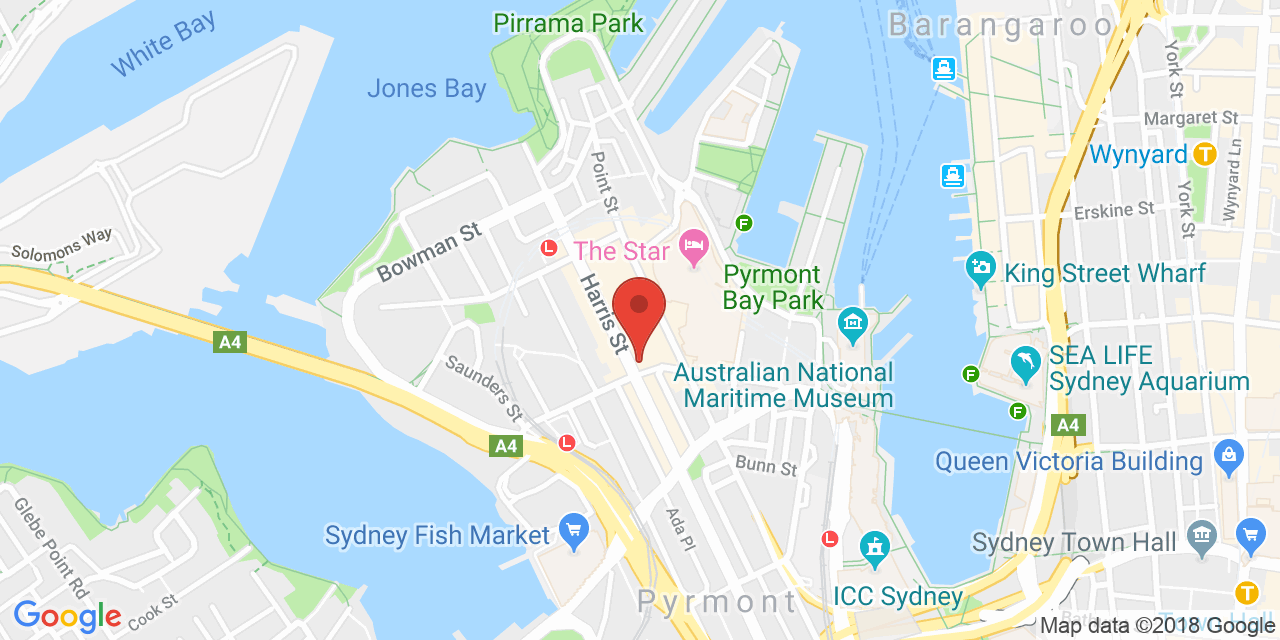 Pirrama Park
Barangaroo
White Bay
Jones Bay
York St
Margaret St
Wynyard
Wynyard Ln
Point St
York St
Erskine St
Solomons Way
Bowman St
L
F
The Star
Pyrmont
Bay Park
King Street Wharf
Harris St
A4
Saunders St
Australian National
Maritime Museum
SEA LIFE
Sydney Aquarium
F
F
A4
L
A4
Bunn St
Queen Victoria Building
Glebe Point Rd
Sydney Fish Market
Ada Pl
L
Sydney Town Hall
Cook St
Pyrmont
ICC Sydney
T
T
Google
Map data ©2018 Google